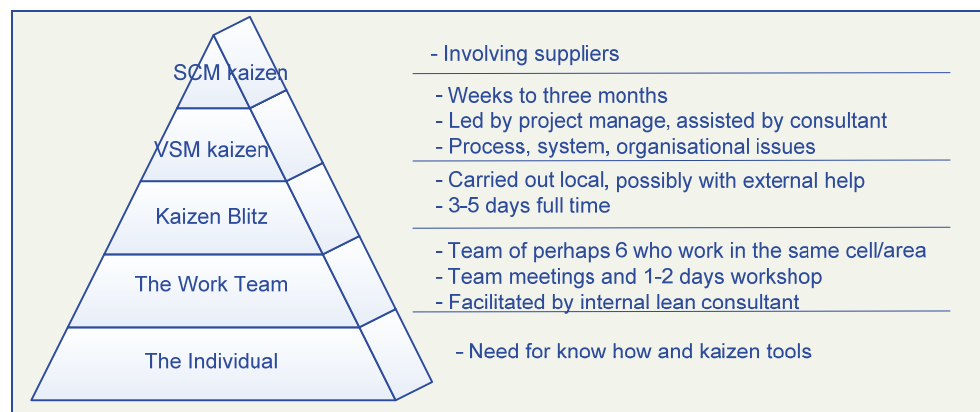 SCM kaizen
- Involving suppliers
VSM kaizen
- Weeks to three months
- Led by project manage, assisted by consultant
- Process, system, organisational issues
Kaizen Blitz
- Carried out local, possibly with external help
- 3-5 days full time
The Work Team
- Team of perhaps 6 who work in the same cell/area
- Team meetings and 1-2 days workshop
- Facilitated by internal lean consultant
The Individual
- Need for know how and kaizen tools